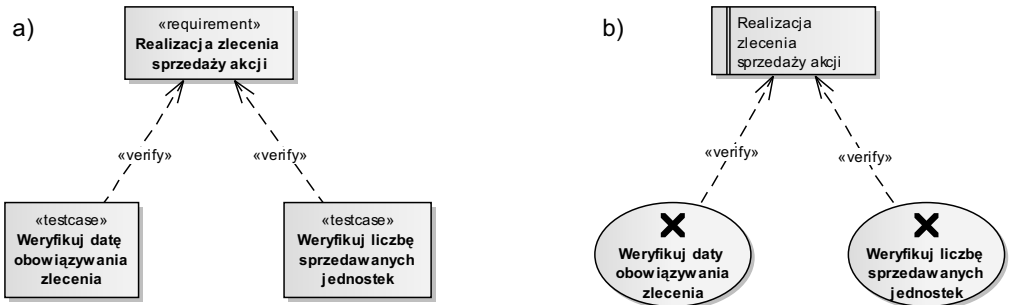 a)
«requirement»
Realizacja zlecenia
sprzedaży akcji
«verify»
«verify»
«testcase»
Weryfikuj datę
obowiązywania
zlecenia
«testcase»
Weryfikuj liczbę
sprzedawanych
jednostek
b)
Realizacja
zlecenia
sprzedaży akcji
«verify»
«verify»
Weryfikuj daty
obowiązywania
zlecenia
Weryfikuj liczbę
sprzedawanych
jednostek